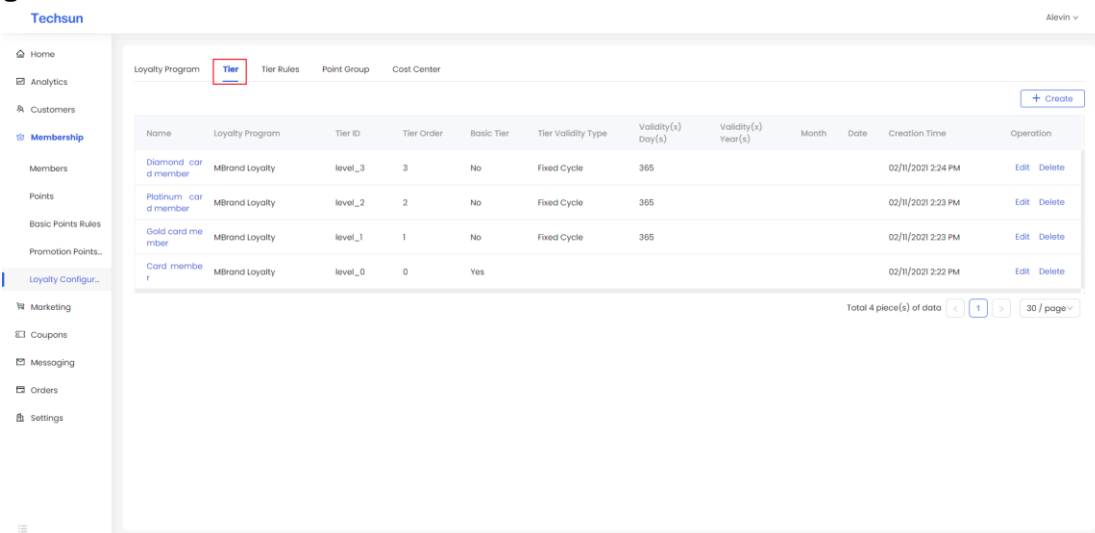 Techsun
Alevin
Home
Analytics
Customers
Membership
Members
Points
Basic Points Rules
Promotion Points...
Loyalty Configur...
Marketing
Coupons
Messaging
Orders
Settings
Loyalty Program Tier Tier Rules Point Group Cost Center
+ Create
Name Loyalty Program Tier ID Tier Order Basic Tier Tier Validity Type Validity(x) Day(s) Validity(x) Year(s) Month Date Creation Time Operation
Diamond car
d member
MBrand Loyalty level_3 3 No Fixed Cycle 365 02/11/2021 2:24 PM Edit Delete
Platinum car
d member
MBrand Loyalty level_2 2 No Fixed Cycle 365 02/11/2021 2:23 PM Edit Delete
Gold card me
mber
MBrand Loyalty level_1 1 No Fixed Cycle 365 02/11/2021 2:23 PM Edit Delete
Card membe
r
MBrand Loyalty level_0 0 Yes 02/11/2021 2:22 PM Edit Delete
Total 4 piece(s) of data < 1 > 30 / page